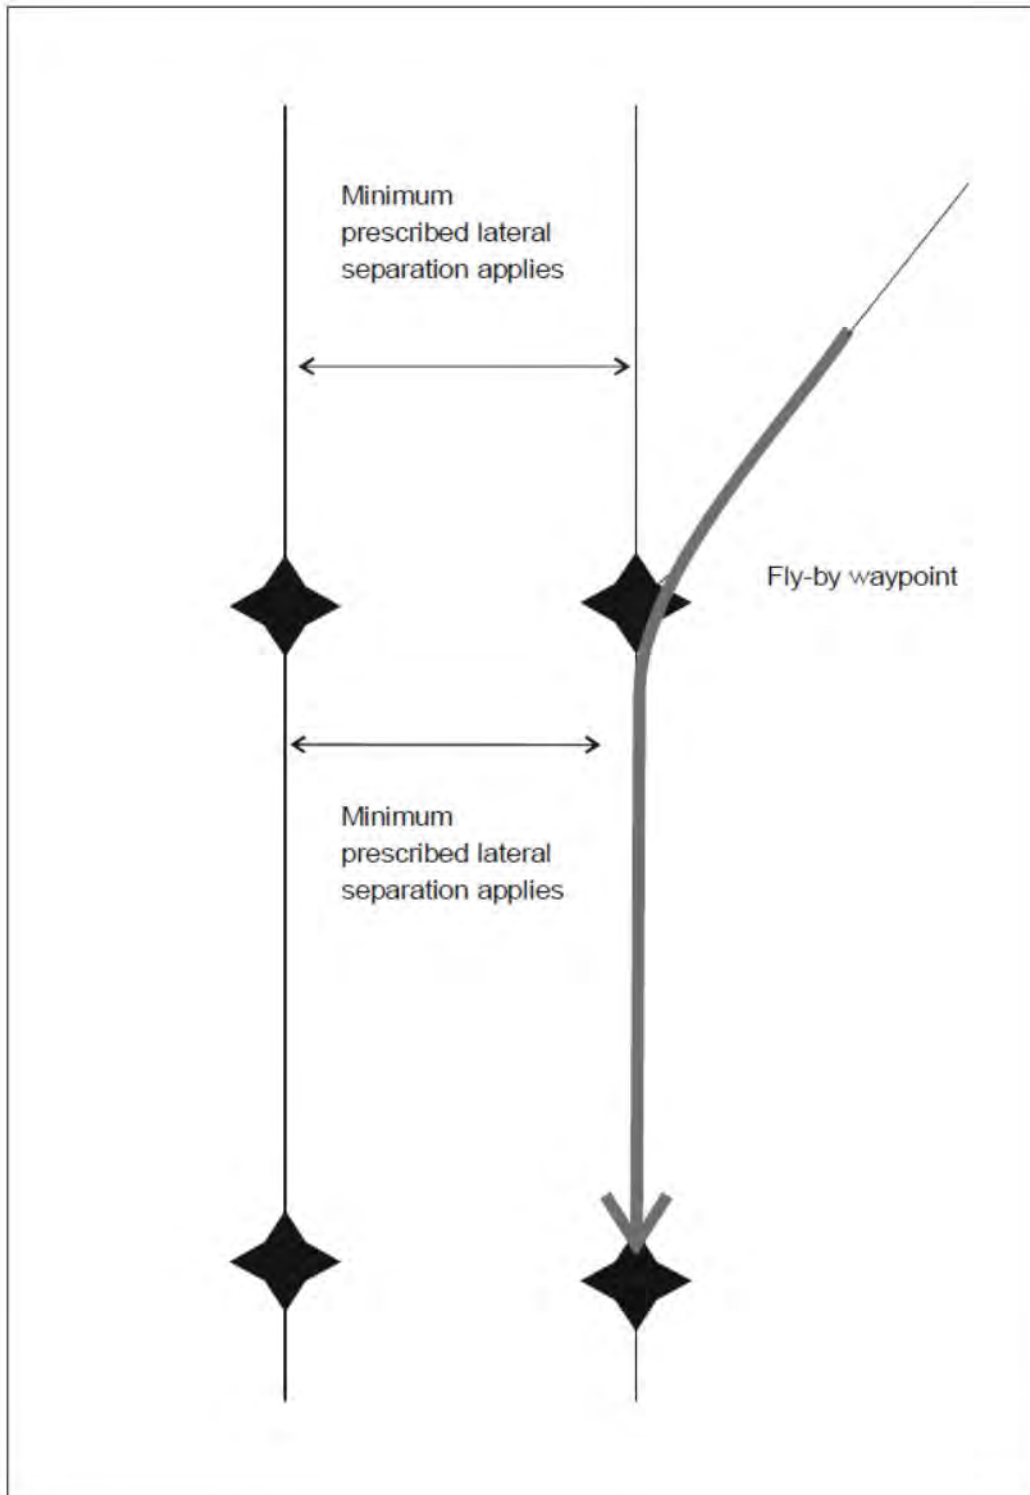 Minimum
prescribed lateral
separation applies
Fly-by waypoint
Minimum
prescribed lateral
separation applies